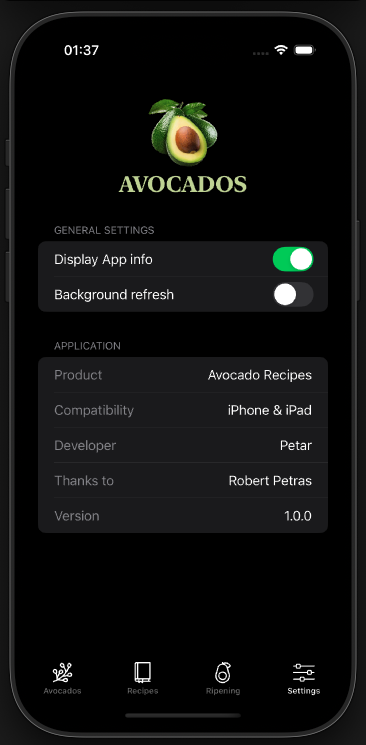 01:37
AVOCADOS
GENERAL SETTINGS
Display App info
Background refresh
APPLICATION
Product Avocado Recipes
Compatibility iPhone & iPad
Developer Petar
Thanks to Robert Petras
Version 1.0.0
Avocados Recipes Ripening Settings